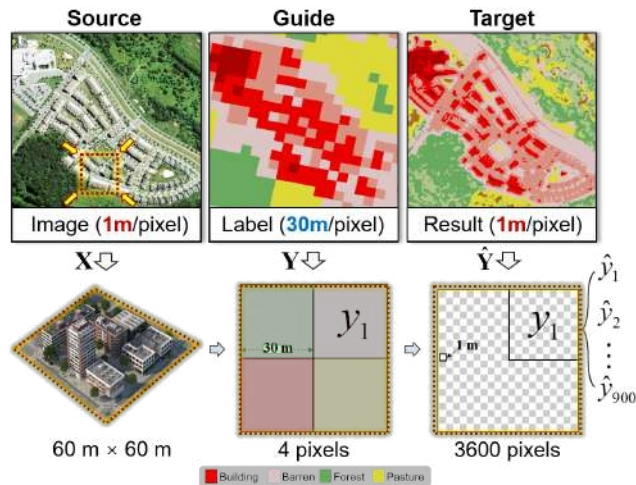 Source Guide Target
Image (1m/pixel) Label (30m/pixel) Result (1m/pixel)
X Y Ŷ
30 m
y₁
1 m
y₁
ŷ₁
ŷ₂
⋮
ŷ₉₀₀
60 m × 60 m 4 pixels 3600 pixels
Building Barren Forest Pasture